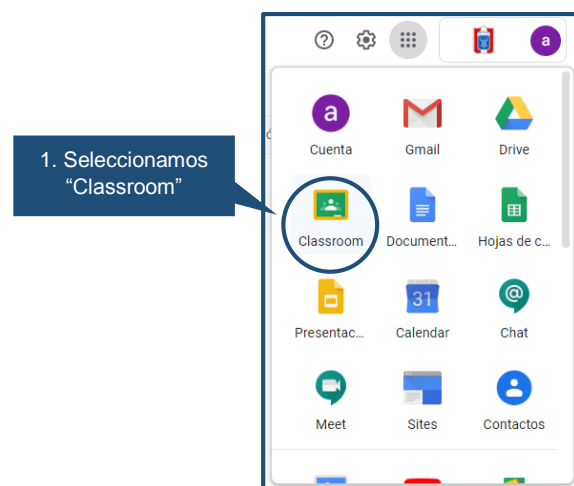 a
1. Seleccionamos
“Classroom”
a
Cuenta
Gmail
Drive
Classroom
Document...
Hojas de c...
31
Presentac...
Calendar
Chat
Meet
Sites
Contactos